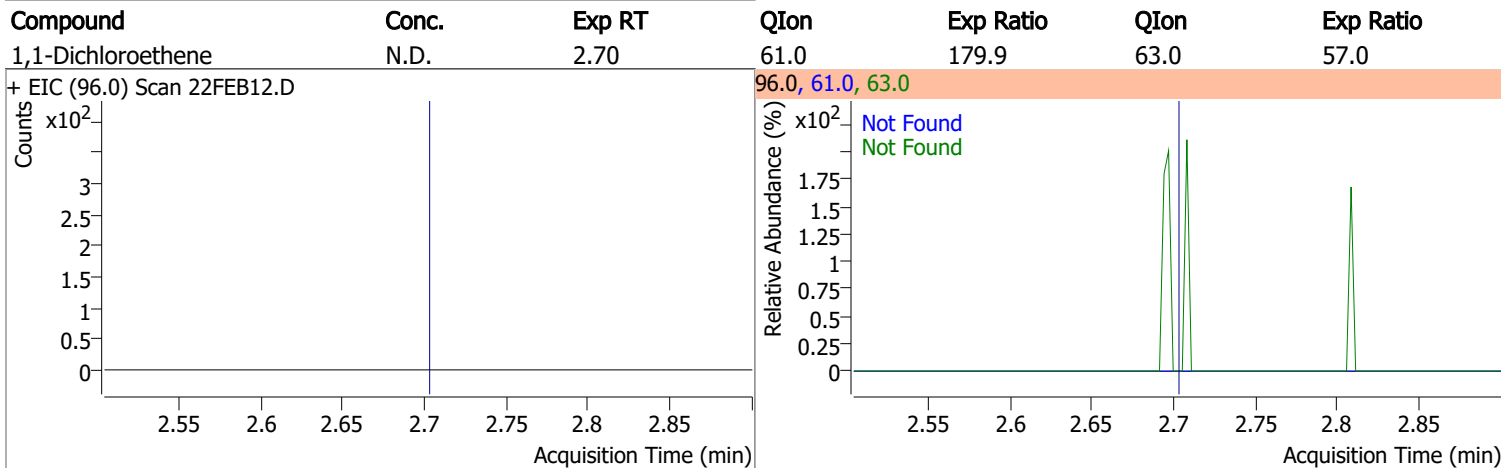 Compound Conc. Exp RT QIon Exp Ratio QIon Exp Ratio
1,1-Dichloroethene N.D. 2.70 61.0 179.9 63.0 57.0
+ EIC (96.0) Scan 22FEB12.D
Counts
x10²
3
2.5
2
1.5
1
0.5
0
2.55 2.6 2.65 2.7 2.75 2.8 2.85
Acquisition Time (min)
96.0, 61.0, 63.0
Relative Abundance (%)
x10²
Not Found
Not Found
1.75
1.5
1.25
1
0.75
0.5
0.25
0
2.55 2.6 2.65 2.7 2.75 2.8 2.85
Acquisition Time (min)